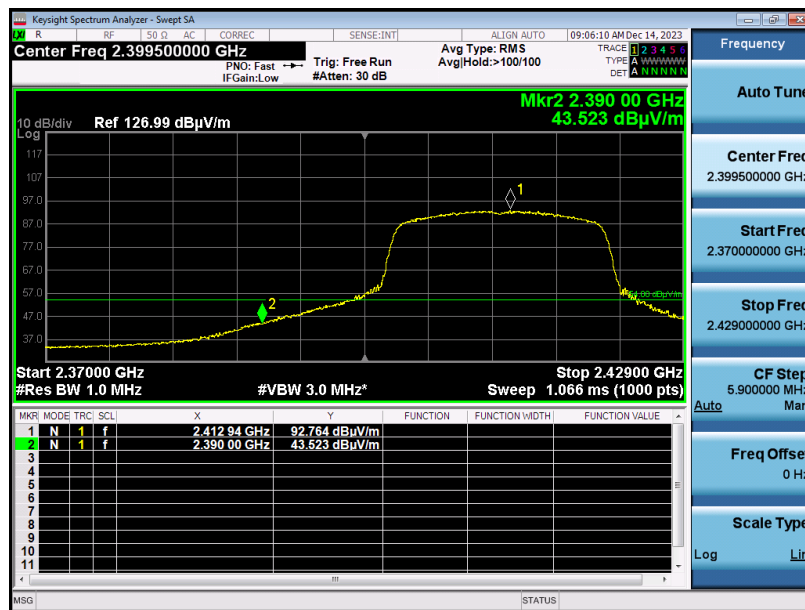 Keysight Spectrum Analyzer - Swept SA
LXI R RF 50 Ω AC CORREC SENSE:INT ALIGN AUTO 09:06:10 AM Dec 14, 2023
Center Freq 2.399500000 GHz
PNO: Fast
IFGain:Low
Trig: Free Run
#Atten: 30 dB
Avg Type: RMS
Avg|Hold:>100/100
TRACE 1 2 3 4 5 6
TYPE A WWWWW
DET A N N N N N
Mkr2 2.390 00 GHz
43.523 dBµV/m
10 dB/div Ref 126.99 dBµV/m
Log
117
107
97.0
87.0
77.0
67.0
57.0
47.0
37.0
1
2
54.00 dBµV/m
Start 2.37000 GHz Stop 2.42900 GHz
#Res BW 1.0 MHz #VBW 3.0 MHz* Sweep 1.066 ms (1000 pts)
MKR MODE TRC SCL X Y FUNCTION FUNCTION WIDTH FUNCTION VALUE
1 N 1 f 2.412 94 GHz 92.764 dBµV/m
2 N 1 f 2.390 00 GHz 43.523 dBµV/m
3
4
5
6
7
8
9
10
11
MSG STATUS
Frequency
Auto Tune
Center Freq
2.399500000 GHz
Start Freq
2.370000000 GHz
Stop Freq
2.429000000 GHz
CF Step
5.900000 MHz
Auto Man
Freq Offset
0 Hz
Scale Type
Log Lin